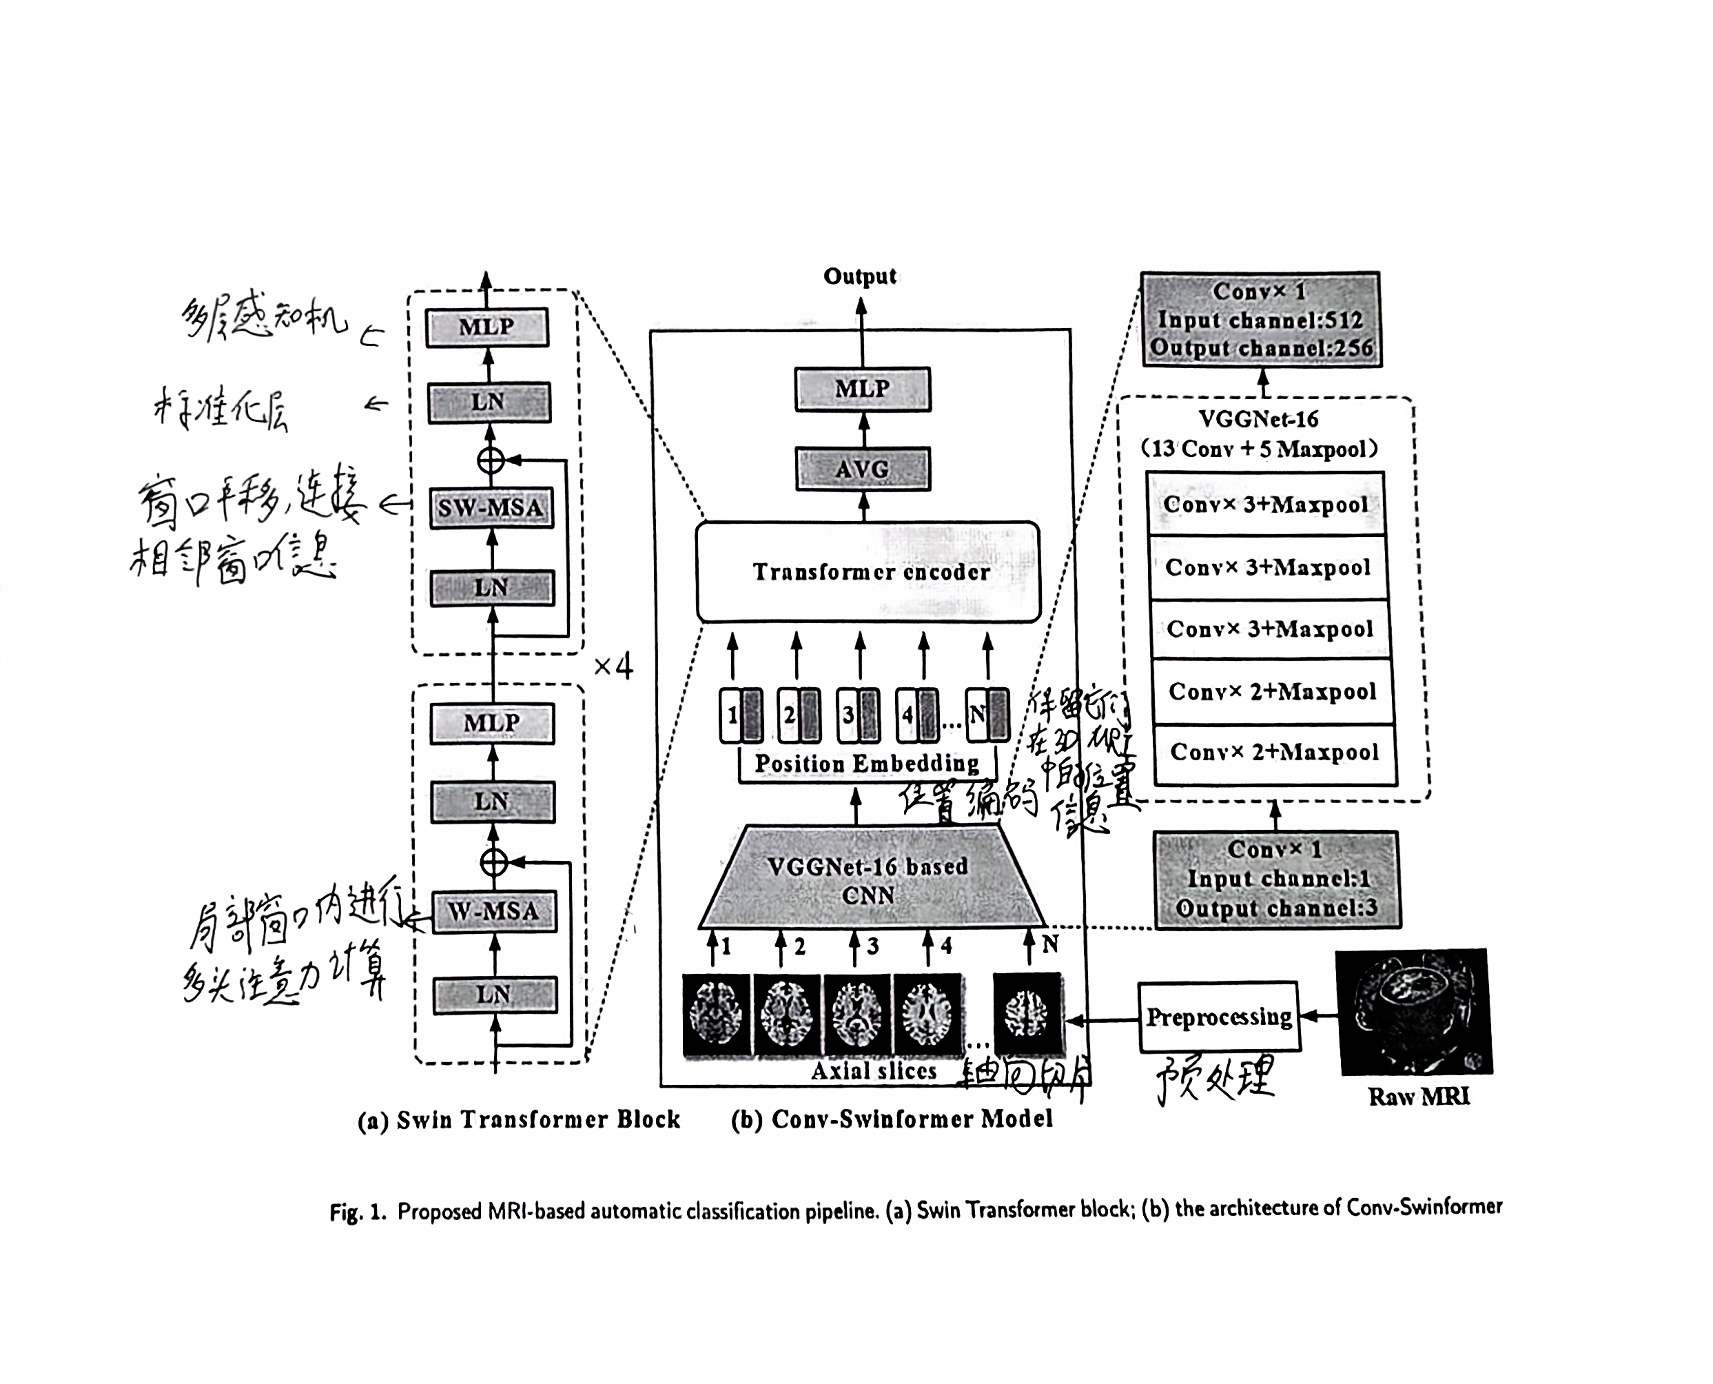 多层感知机
MLP
标准化层
LN
窗口平移,连接
相邻窗口信息
SW-MSA
LN
×4
MLP
LN
局部窗口内进行
多头注意力计算
W-MSA
LN
(a) Swin Transformer Block
Output
MLP
AVG
Transformer encoder
1 2 3 4 ... N
Position Embedding
位置编码
保留它们
在3D MRI
中的位置
信息
VGGNet-16 based
CNN
1 2 3 4 N
...
Axial slices
轴向切片
(b) Conv-Swinformer Model
Conv× 1
Input channel:512
Output channel:256
VGGNet-16
(13 Conv + 5 Maxpool)
Conv× 3+Maxpool
Conv× 3+Maxpool
Conv× 3+Maxpool
Conv× 2+Maxpool
Conv× 2+Maxpool
Conv× 1
Input channel:1
Output channel:3
Preprocessing
预处理
Raw MRI
Fig. 1. Proposed MRI-based automatic classification pipeline. (a) Swin Transformer block; (b) the architecture of Conv-Swinformer